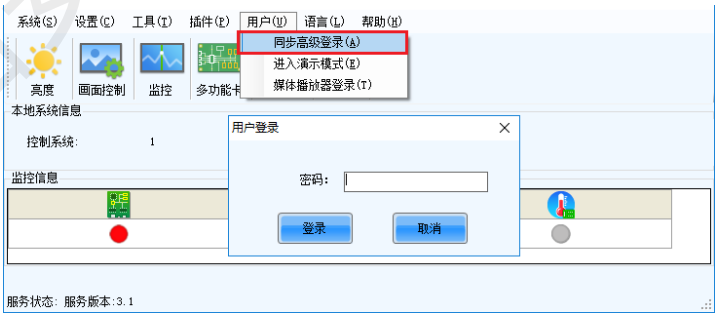 系统(S) 设置(C) 工具(T) 插件(P) 用户(U) 语言(L) 帮助(H)
同步高级登录(A)
进入演示模式(E)
媒体播放器登录(T)
亮度 画面控制 监控 多功能卡
本地系统信息
控制系统: 1
用户登录
密码:
登录 取消
监控信息
服务状态: 服务版本:3.1